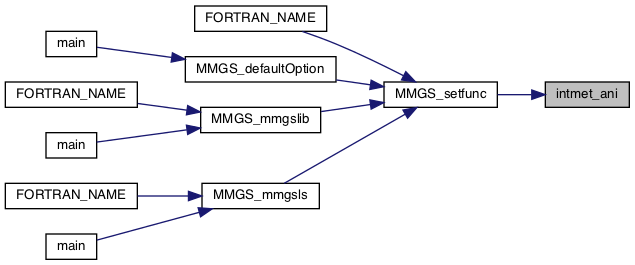 FORTRAN_NAME
main
MMGS_defaultOption
FORTRAN_NAME
MMGS_setfunc
intmet_ani
MMGS_mmgslib
main
FORTRAN_NAME
MMGS_mmgsls
main